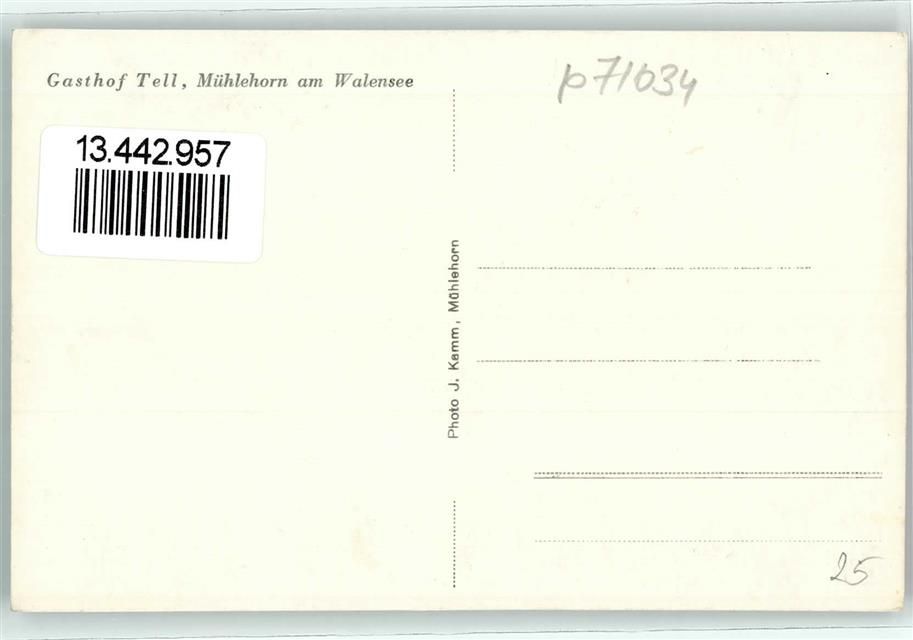 Gasthof Tell, Mühlehorn am Walensee
p71034
13.442.957
Photo J. Kamm, Mühlehorn
25